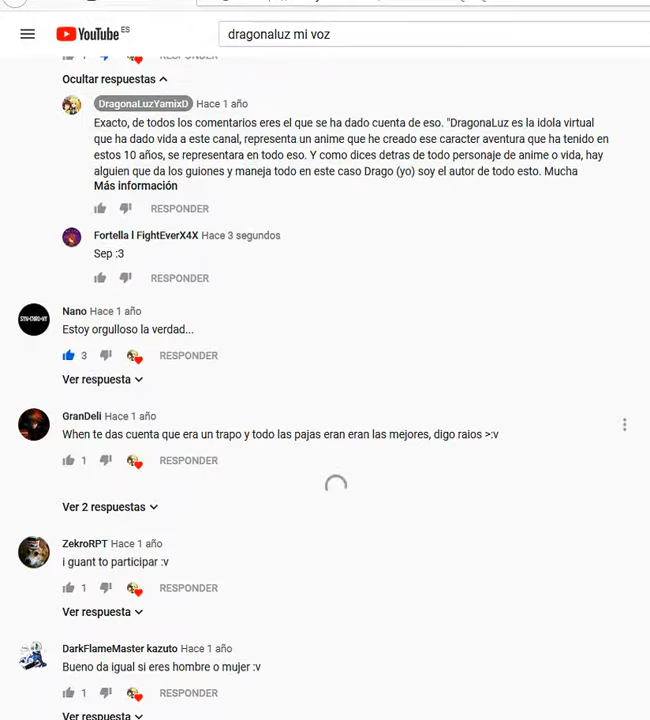 YouTube ES
dragonaluz mi voz
1 RESPONDER
Ocultar respuestas
DragonaLuzYamixD Hace 1 año
Exacto, de todos los comentarios eres el que se ha dado cuenta de eso. "DragonaLuz es la idola virtual
que ha dado vida a este canal, representa un anime que he creado ese caracter aventura que ha tenido en
estos 10 años, se representara en todo eso. Y como dices detras de todo personaje de anime o vida, hay
alguien que da los guiones y maneja todo en este caso Drago (yo) soy el autor de todo esto. Mucha
Más información
RESPONDER
Fortella l FightEverX4X Hace 3 segundos
Sep :3
RESPONDER
Nano Hace 1 año
Estoy orgulloso la verdad...
3 RESPONDER
Ver respuesta
GranDeli Hace 1 año
When te das cuenta que era un trapo y todo las pajas eran eran las mejores, digo raios >:v
1 RESPONDER
Ver 2 respuestas
ZekroRPT Hace 1 año
i guant to participar :v
1 RESPONDER
Ver respuesta
DarkFlameMaster kazuto Hace 1 año
Bueno da igual si eres hombre o mujer :v
1 RESPONDER
Ver respuesta